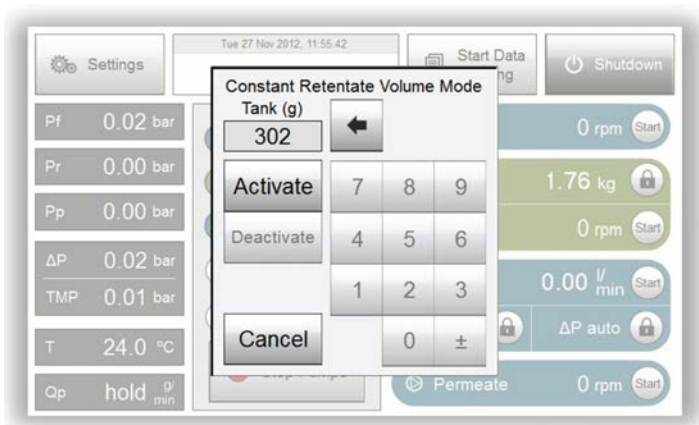 Tue 27 Nov 2012, 11:55:42
Settings
Start Data
ng
Shutdown
Constant Retentate Volume Mode
Tank (g)
302
Activate
Deactivate
Cancel
7 8 9
4 5 6
1 2 3
0 ±
Pf 0.02 bar
Pr 0.00 bar
Pp 0.00 bar
ΔP 0.02 bar
TMP 0.01 bar
T 24.0 °C
Qp hold g/min
0 rpm Start
1.76 kg
0 rpm Start
0.00 l/min Start
ΔP auto
Permeate 0 rpm Start